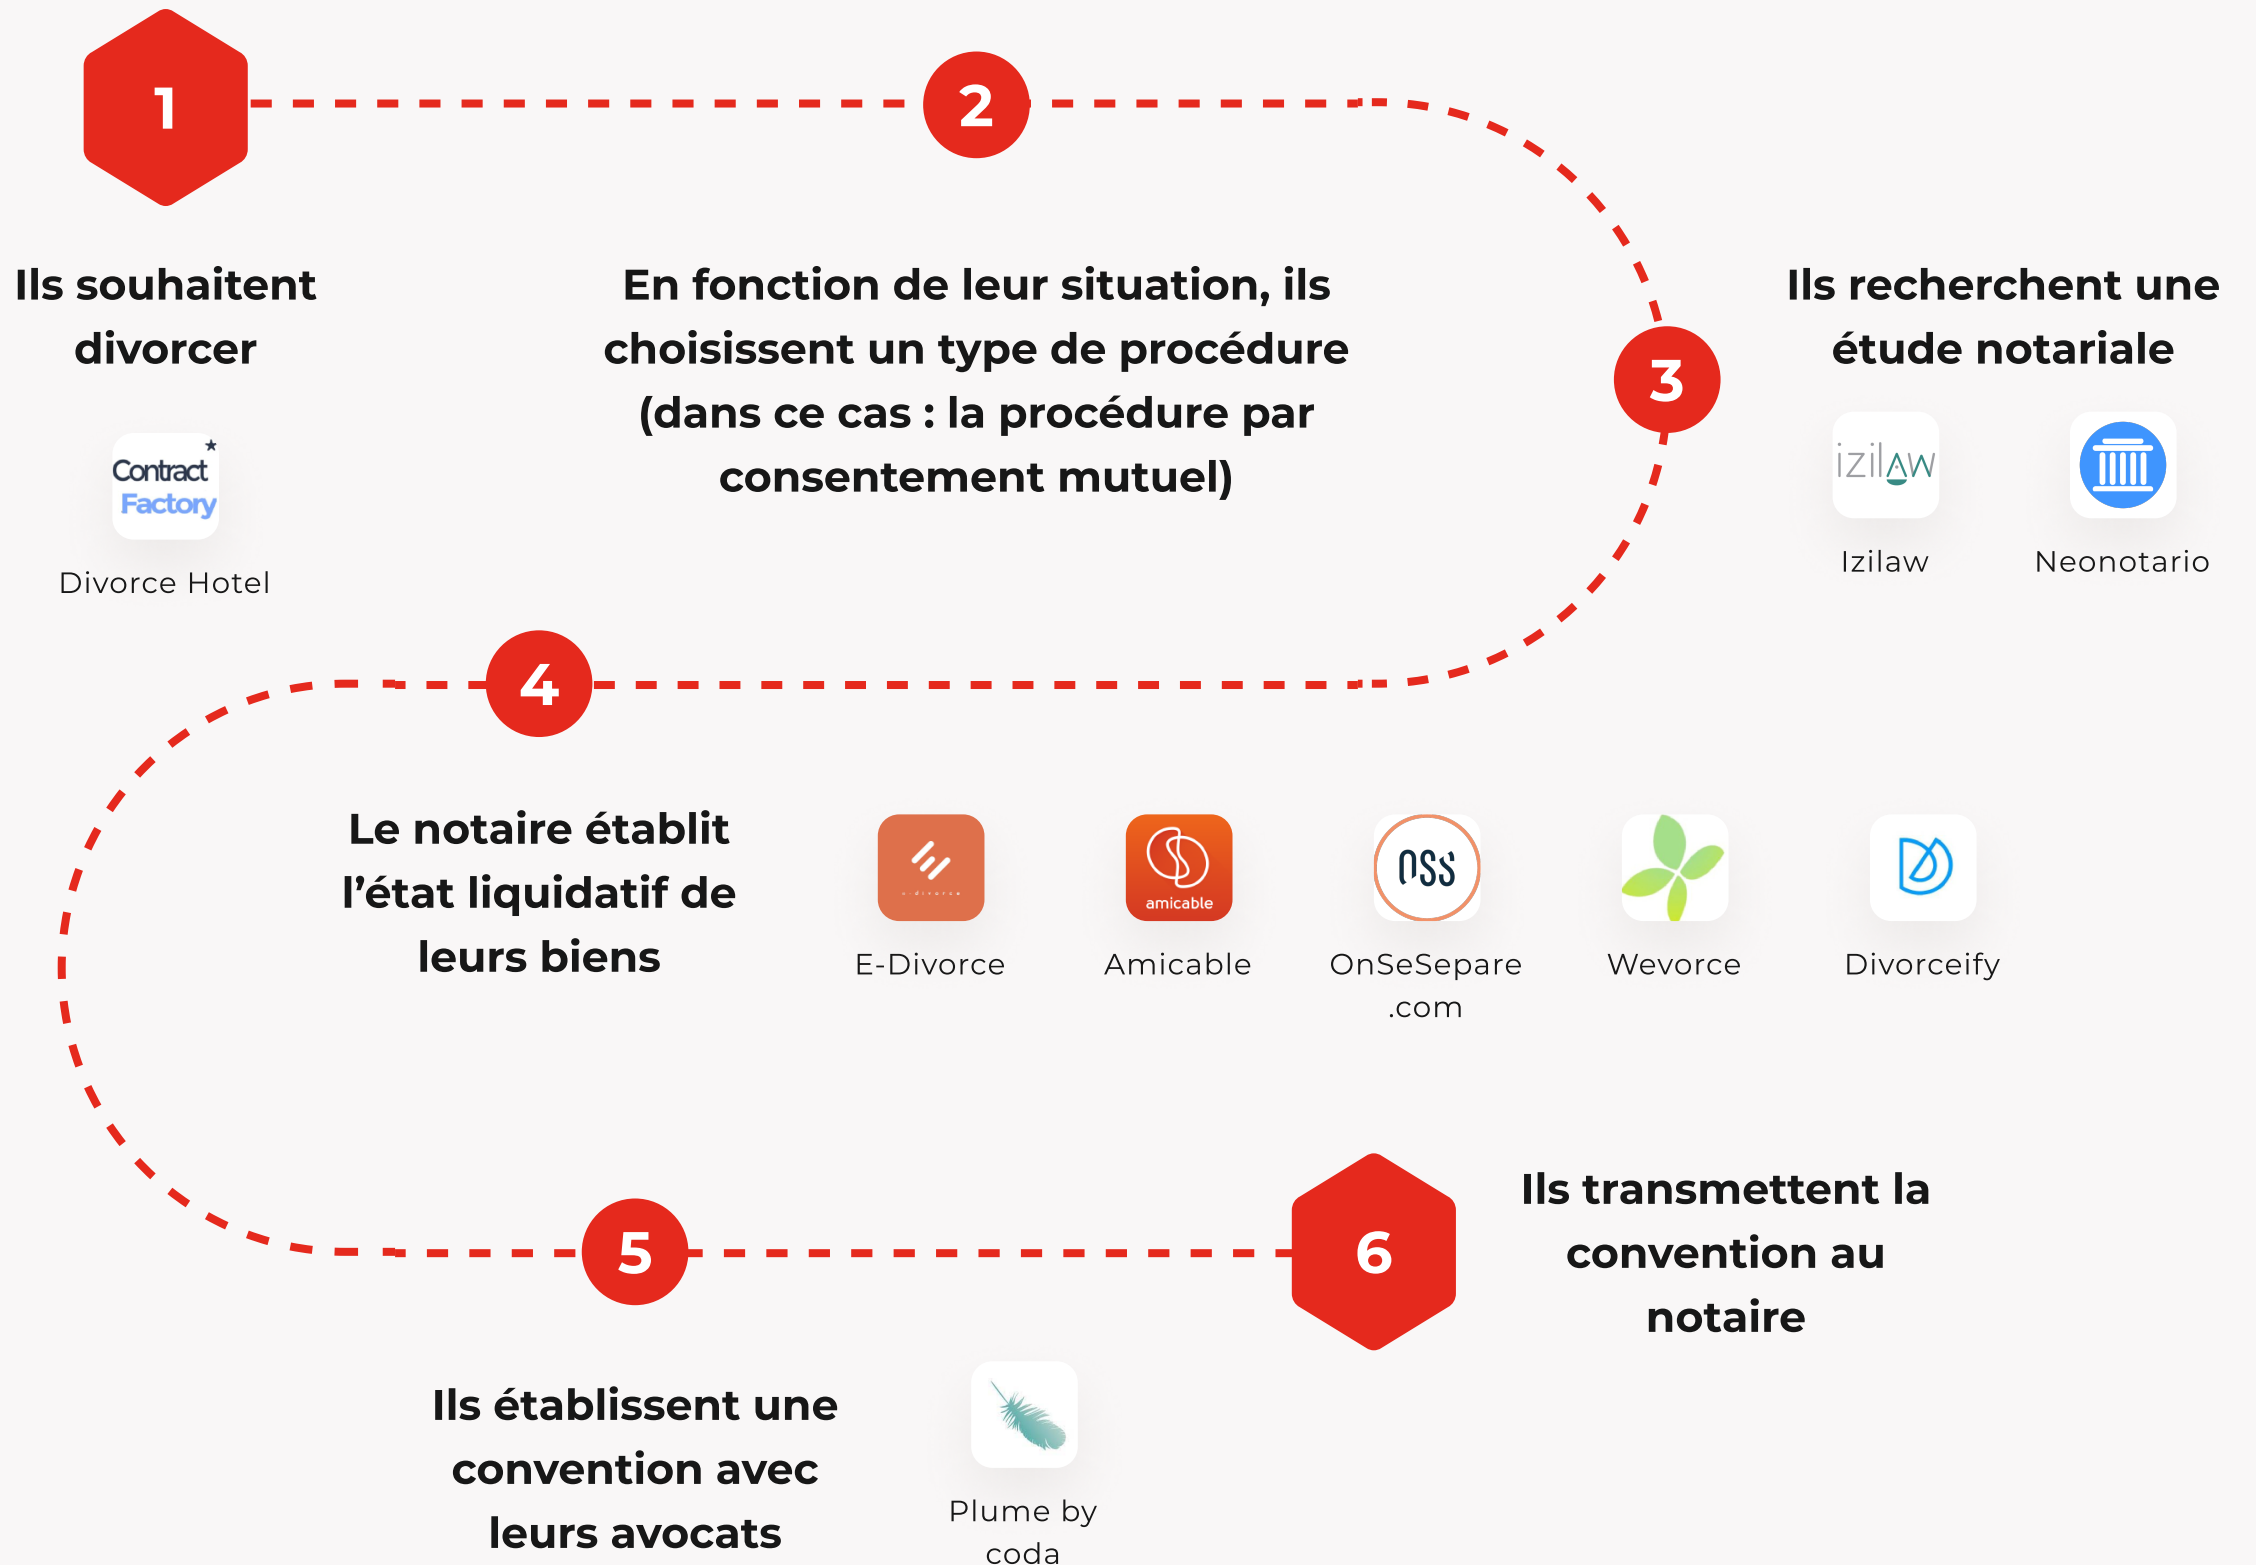 1
2
Ils souhaitent
divorcer
Contract
Factory
Divorce Hotel
En fonction de leur situation, ils
choisissent un type de procédure
(dans ce cas : la procédure par
consentement mutuel)
3
Ils recherchent une
étude notariale
izilaw
Izilaw
Neonotario
4
Le notaire établit
l’état liquidatif de
leurs biens
e-divorce
E-Divorce
amicable
Amicable
OSS
OnSeSepare
.com
Wevorce
Divorceify
5
Ils établissent une
convention avec
leurs avocats
Plume by
coda
6
Ils transmettent la
convention au
notaire